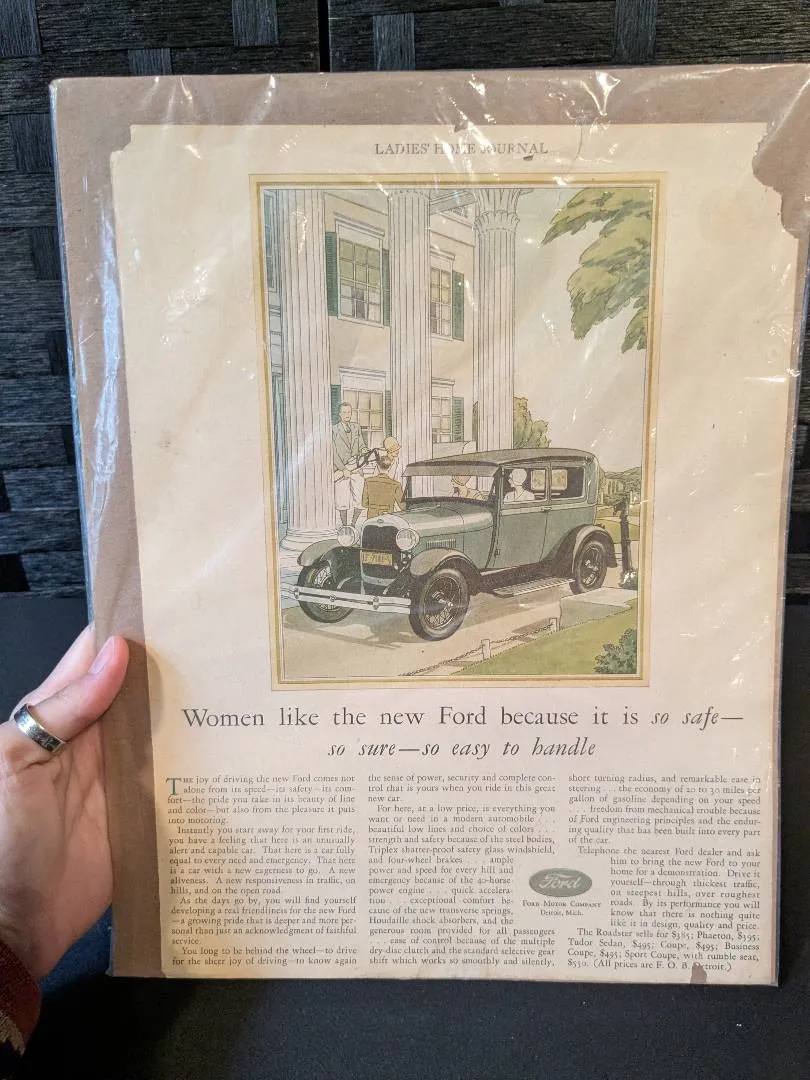 LADIES' HOME JOURNAL
Women like the new Ford because it is so safe—
so sure—so easy to handle
THE joy of driving the new Ford comes not
alone from its speed—its safety—its com-
fort—the pride you take in its beauty of line
and color—but also from the pleasure it puts
into motoring.
Instantly you start away for your first ride,
you have a feeling that here is an unusually
alert and capable car. That here is a car fully
equal to every need and emergency. That here
is a car with a new eagerness to go. A new
aliveness. A new responsiveness in traffic, on
hills, and on the open road.
As the days go by, you will find yourself
developing a real friendliness for the new Ford
—a growing pride that is deeper and more per-
sonal than just an acknowledgment of faithful
service.
You long to be behind the wheel—to drive
for the sheer joy of driving—to know again
the sense of power, security and complete con-
trol that is yours when you ride in this great
new car.
For here, at a low price, is everything you
want or need in a modern automobile . . .
beautiful low lines and choice of colors . . .
strength and safety because of the steel bodies,
Triplex shatter-proof safety glass windshield,
and four-wheel brakes . . . ample
power and speed for every hill and
emergency because of the 40-horse-
power engine . . . quick accelera-
tion . . . exceptional comfort be-
cause of the new transverse springs,
Houdaille shock absorbers, and the
generous room provided for all passengers
. . . ease of control because of the multiple
dry-disc clutch and the standard selective gear
shift which works so smoothly and silently,
short turning radius, and remarkable ease in
steering . . . the economy of 20 to 30 miles per
gallon of gasoline depending on your speed
. . . freedom from mechanical trouble because
of Ford engineering principles and the endur-
ing quality that has been built into every part
of the car.
Telephone the nearest Ford dealer and ask
him to bring the new Ford to your
home for a demonstration. Drive it
yourself—through thickest traffic,
on steepest hills, over roughest
roads. By its performance you will
know that there is nothing quite
like it in design, quality and price.
Ford
FORD MOTOR COMPANY
Detroit, Mich.
The Roadster sells for $385; Phaeton, $395;
Tudor Sedan, $495; Coupe, $495; Business
Coupe, $495; Sport Coupe, with rumble seat,
$550. (All prices are F. O. B. Detroit.)